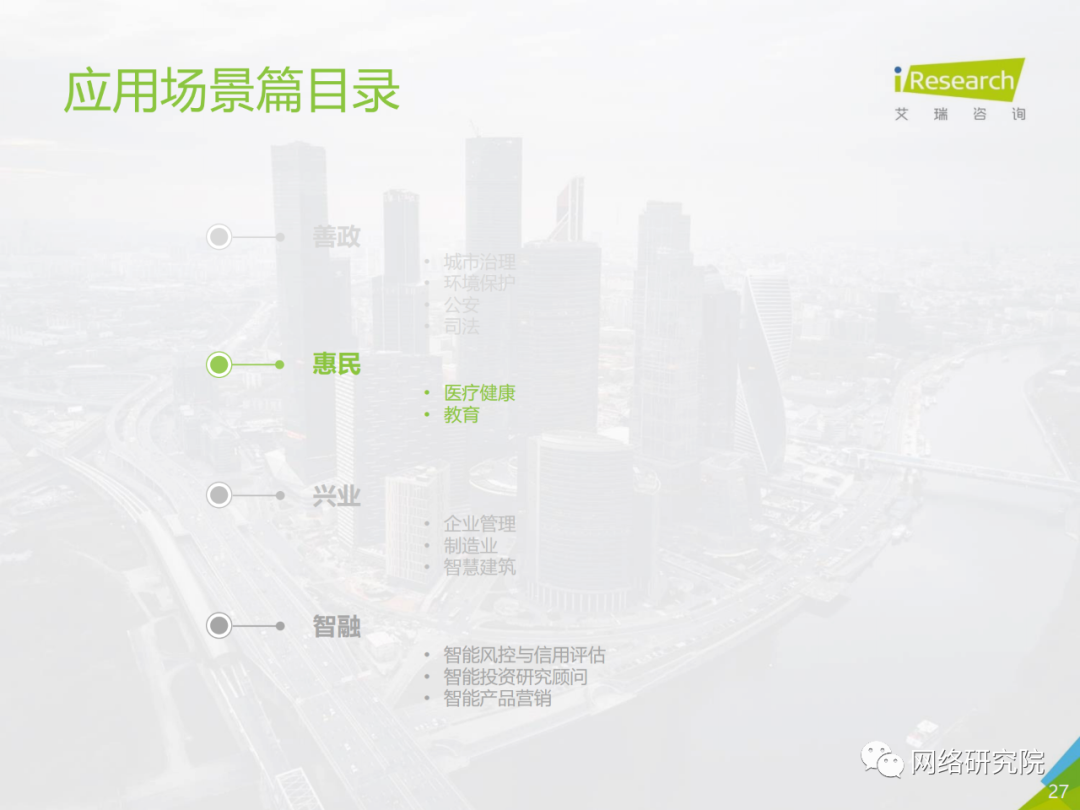 应用场景篇目录
iResearch
艾瑞咨询
善政
• 城市治理
• 环境保护
• 公安
• 司法
惠民
• 医疗健康
• 教育
兴业
• 企业管理
• 制造业
• 智慧建筑
智融
• 智能风控与信用评估
• 智能投资研究顾问
• 智能产品营销
网络研究院
27